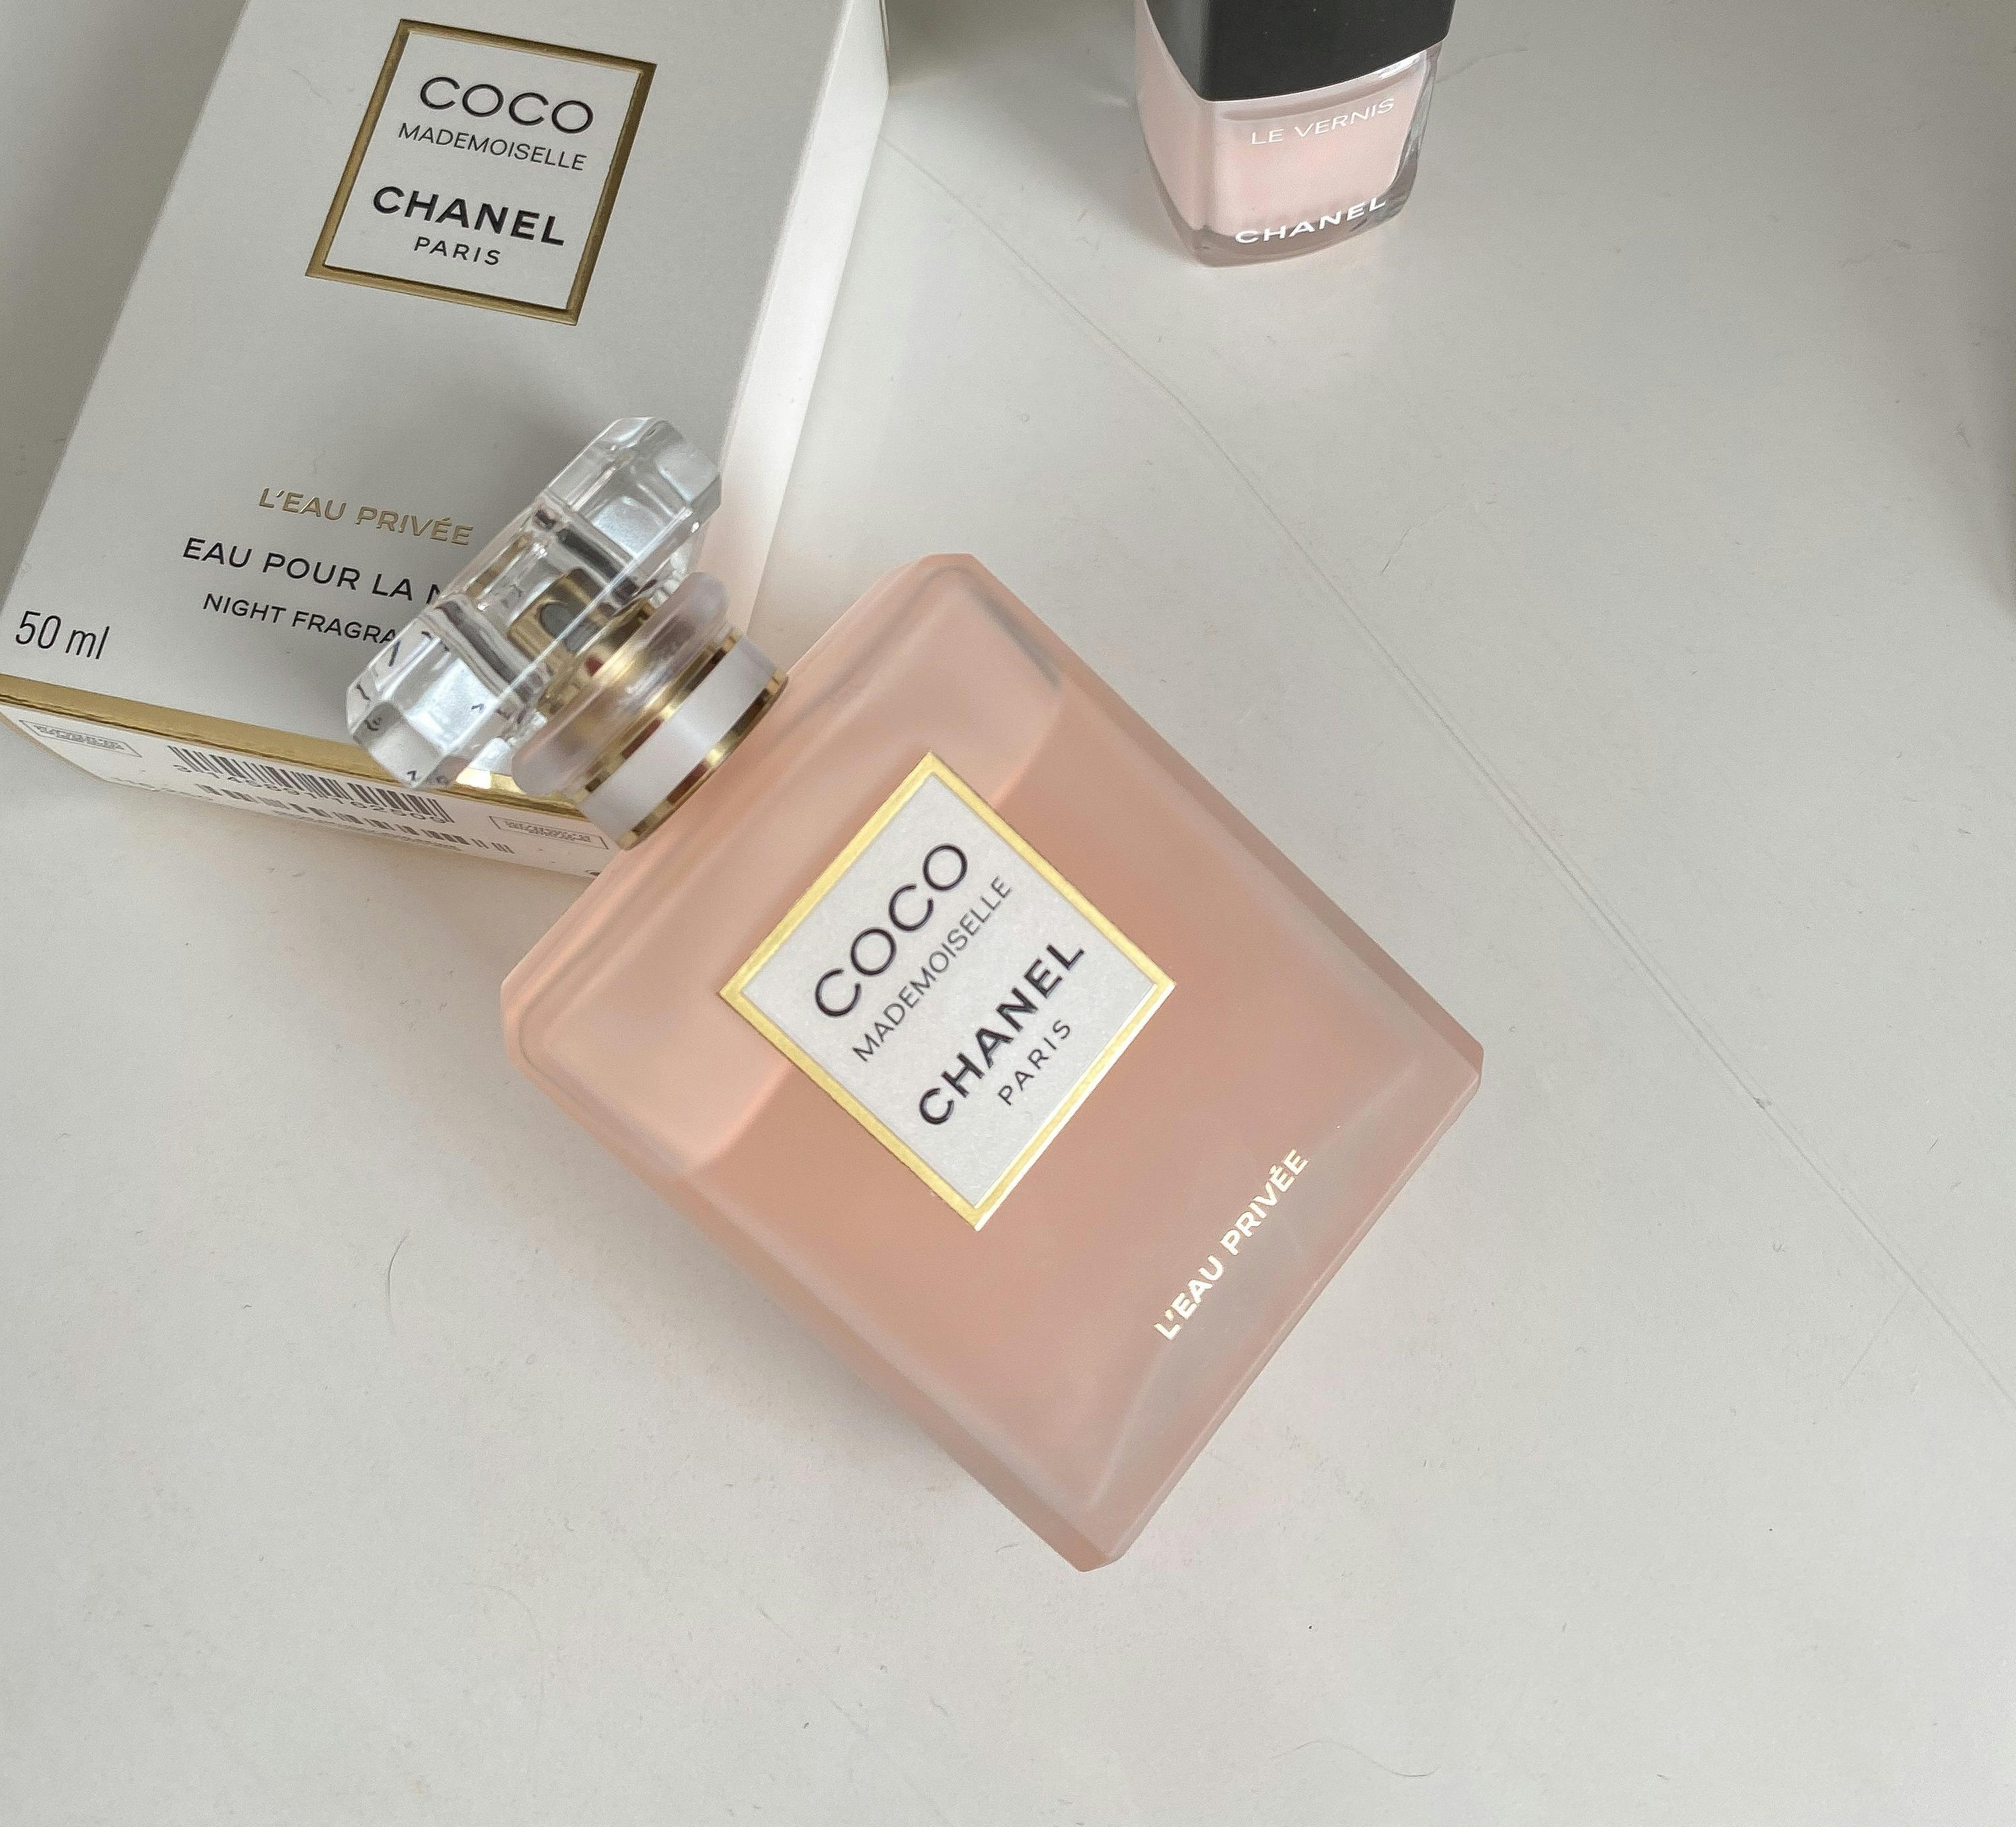 COCO
MADEMOISELLE
CHANEL
PARIS
L'EAU PRIVÉE
EAU POUR LA N
NIGHT FRAGRA
50 ml
LE VERNIS
CHANEL
COCO
MADEMOISELLE
CHANEL
PARIS
L'EAU PRIVÉE